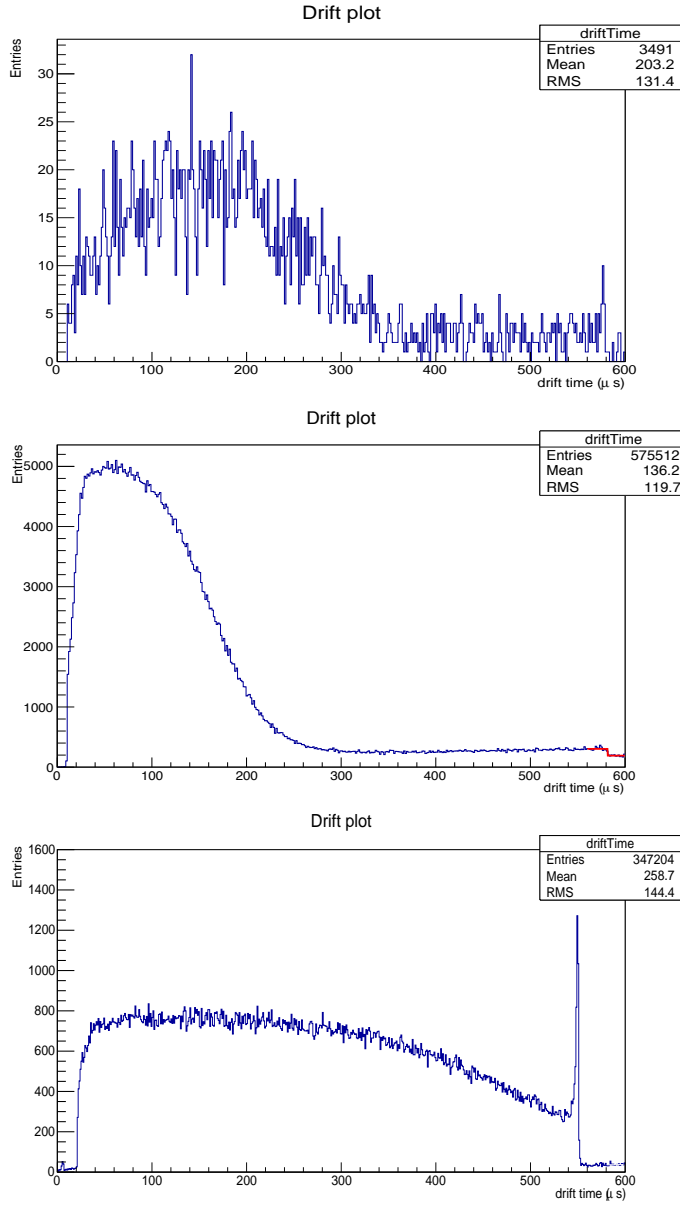 Drift plot
driftTime
Entries 3491
Mean 203.2
RMS 131.4
Entries
30
25
20
15
10
5
0
0 100 200 300 400 500 600
drift time (μ s)
Drift plot
driftTime
Entries 575512
Mean 136.2
RMS 119.7
Entries
5000
4000
3000
2000
1000
0
0 100 200 300 400 500 600
drift time (μ s)
Drift plot
driftTime
Entries 347204
Mean 258.7
RMS 144.4
Entries
1600
1400
1200
1000
800
600
400
200
0
0 100 200 300 400 500 600
drift time (μ s)